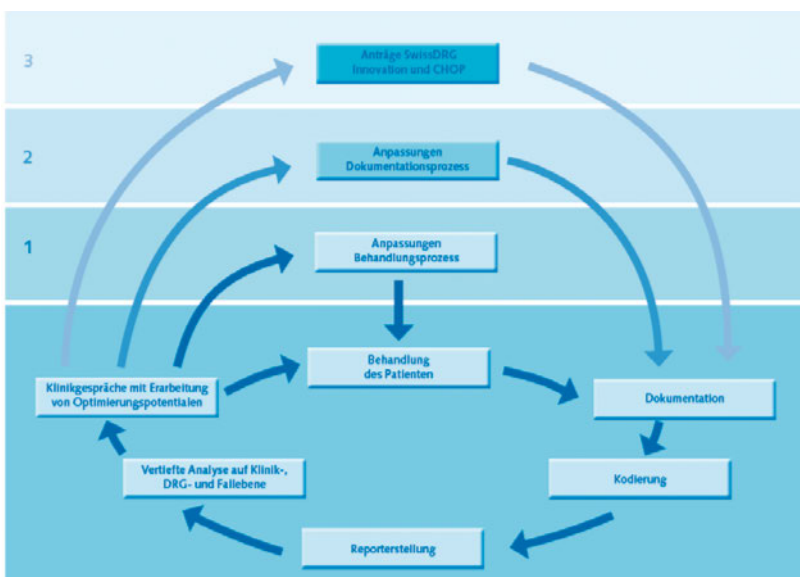 3
Anträge SwissDRG
Innovation und CHOP
2
Anpassungen
Dokumentationsprozess
1
Anpassungen
Behandlungsprozess
Behandlung
des Patienten
Klinikgespräche mit Erarbeitung
von Optimierungspotentialen
Dokumentation
Vertiefte Analyse auf Klinik-,
DRG- und Fallebene
Kodierung
Reporterstellung